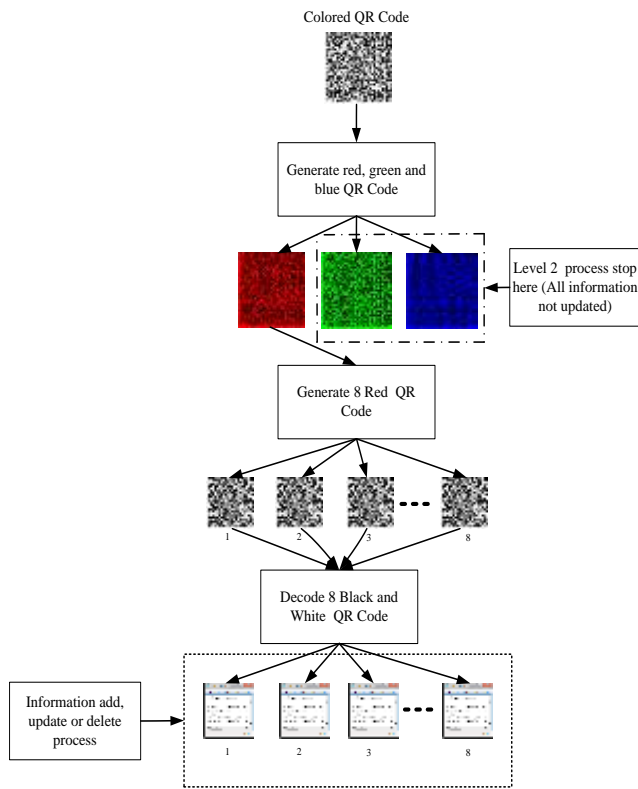 Colored QR Code
Generate red, green and
blue QR Code
Level 2 process stop
here (All information
not updated)
Generate 8 Red QR
Code
1
2
3
8
Decode 8 Black and
White QR Code
Information add,
update or delete
process
1
2
3
8